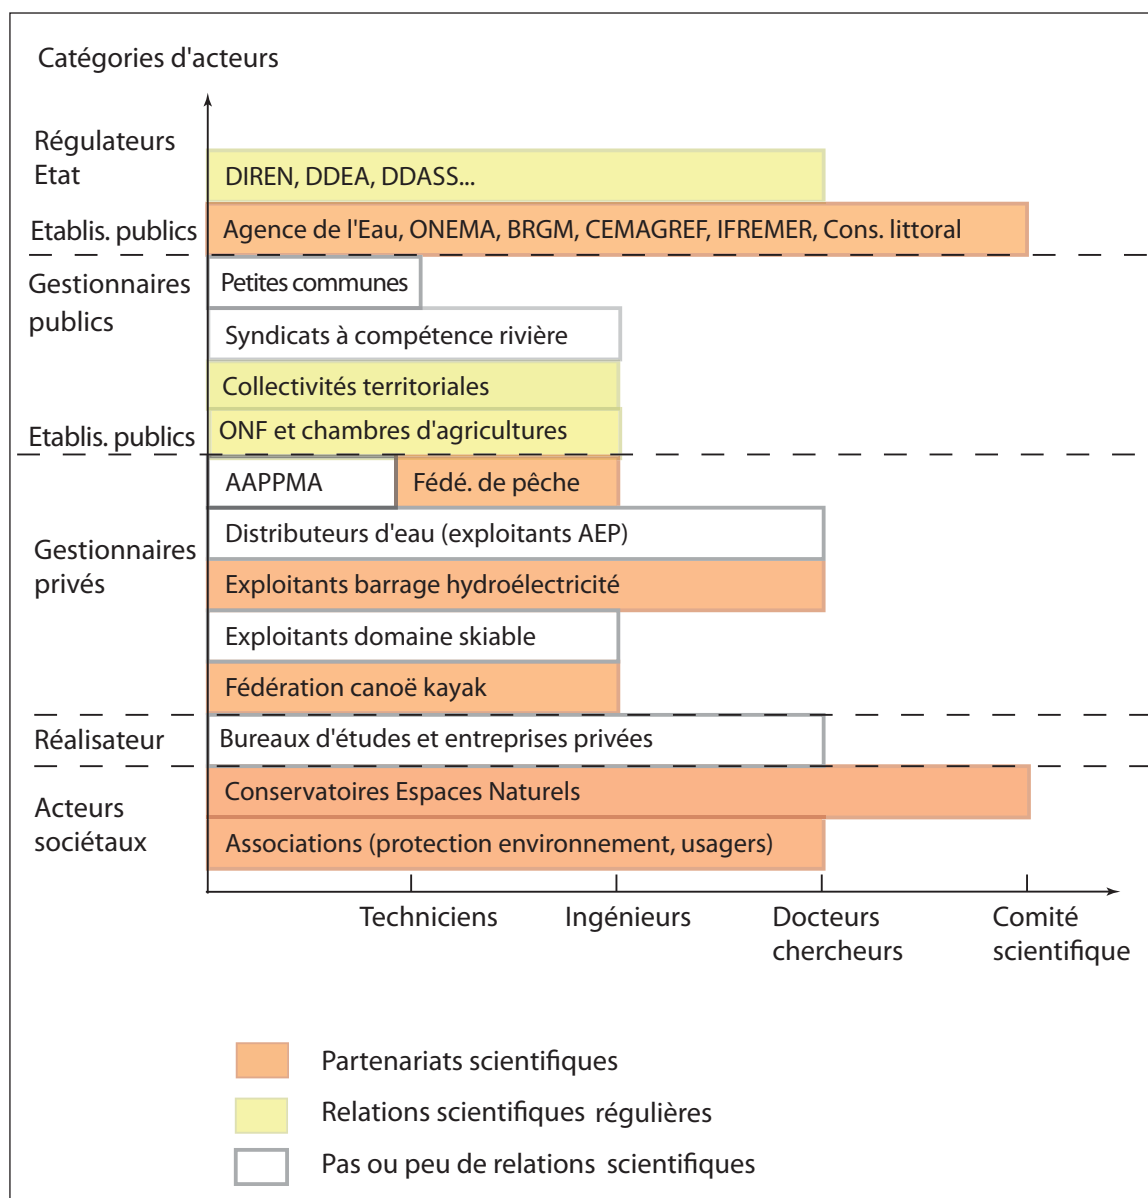 Catégories d'acteurs
Régulateurs
Etat
DIREN, DDEA, DDASS...
Etablis. publics
Agence de l'Eau, ONEMA, BRGM, CEMAGREF, IFREMER, Cons. littoral
Gestionnaires
publics
Petites communes
Syndicats à compétence rivière
Collectivités territoriales
Etablis. publics
ONF et chambres d'agricultures
AAPPMA
Fédé. de pêche
Gestionnaires
privés
Distributeurs d'eau (exploitants AEP)
Exploitants barrage hydroélectricité
Exploitants domaine skiable
Fédération canoë kayak
Réalisateur
Bureaux d'études et entreprises privées
Acteurs
sociétaux
Conservatoires Espaces Naturels
Associations (protection environnement, usagers)
Techniciens
Ingénieurs
Docteurs
chercheurs
Comité
scientifique
Partenariats scientifiques
Relations scientifiques régulières
Pas ou peu de relations scientifiques